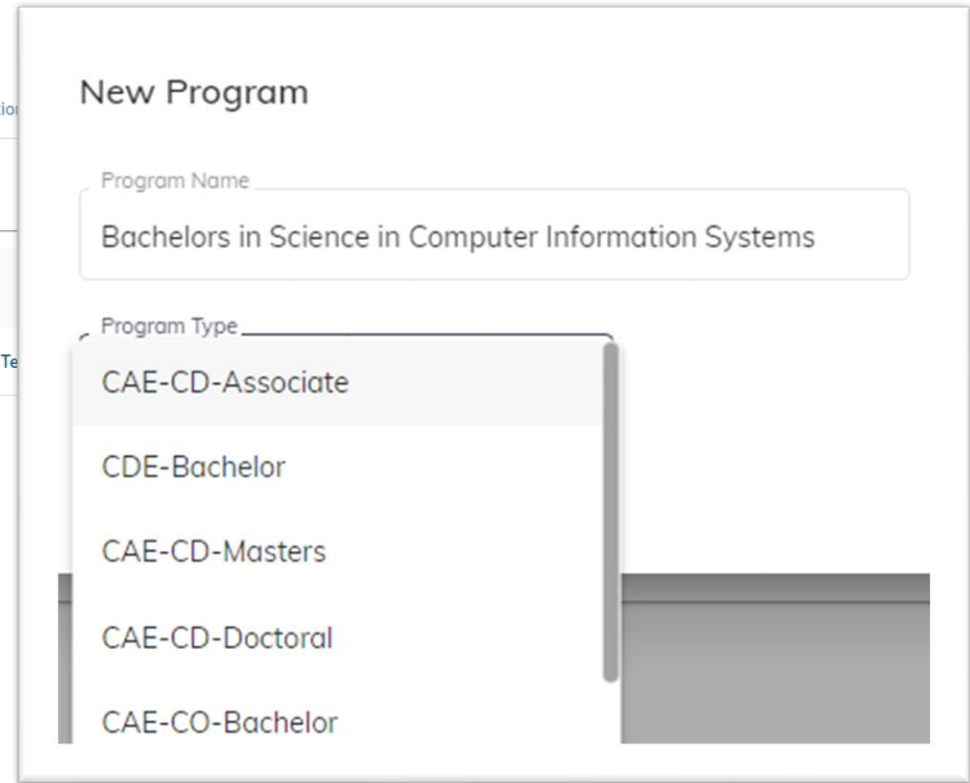 New Program
Program Name
Bachelors in Science in Computer Information Systems
Program Type
CAE-CD-Associate
CDE-Bachelor
CAE-CD-Masters
CAE-CD-Doctoral
CAE-CO-Bachelor